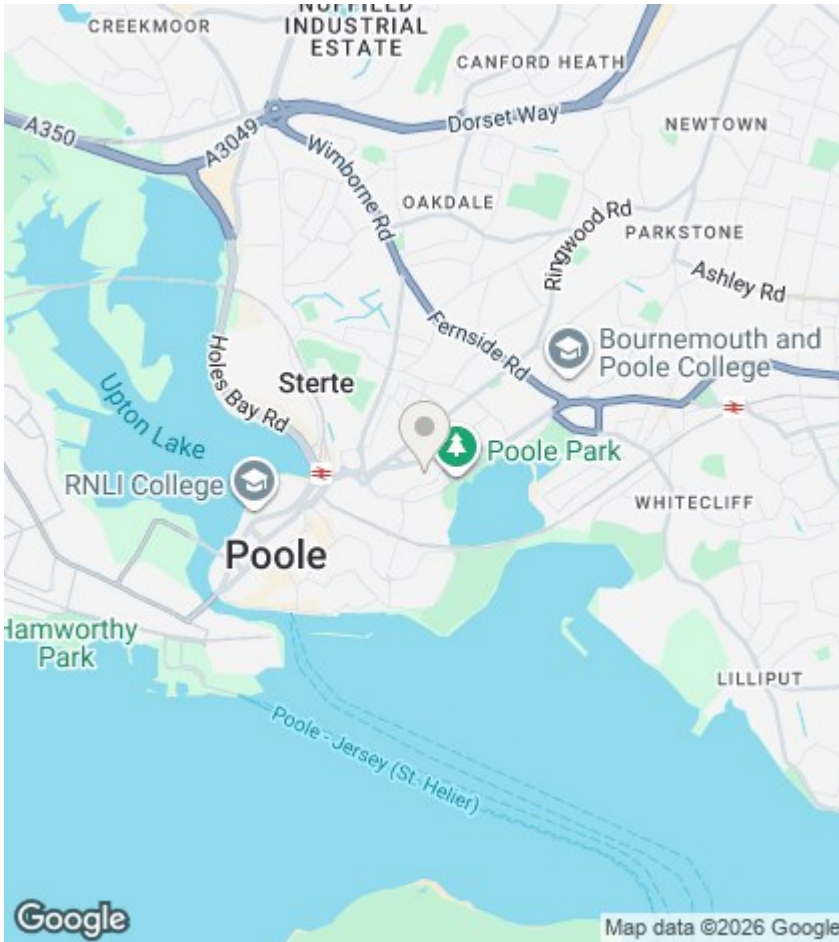 NUFFIELD
INDUSTRIAL
ESTATE
CREEKMOOR
CANFORD HEATH
A350
A3049
Dorset Way
NEWTOWN
Wimborne Rd
OAKDALE
Ringwood Rd
PARKSTONE
Ashley Rd
Holes Bay Rd
Fernside Rd
Bournemouth and
Poole College
Sterte
Upton Lake
Poole Park
RNLI College
WHITECLIFF
Poole
Hamworthy
Park
LILLIPUT
Poole - Jersey (St. Helier)
Google
Map data ©2026 Google